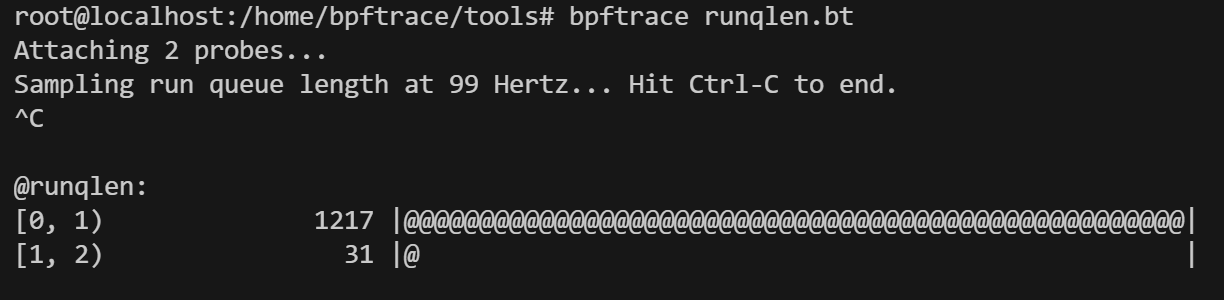 root@localhost:/home/bpftrace/tools# bpftrace runqlen.bt
Attaching 2 probes...
Sampling run queue length at 99 Hertz... Hit Ctrl-C to end.
^C
@runqlen:
[0, 1)               1217 |@@@@@@@@@@@@@@@@@@@@@@@@@@@@@@@@@@@@@@@@@@@@@@@@@@@@|
[1, 2)                 31 |@                                                   |